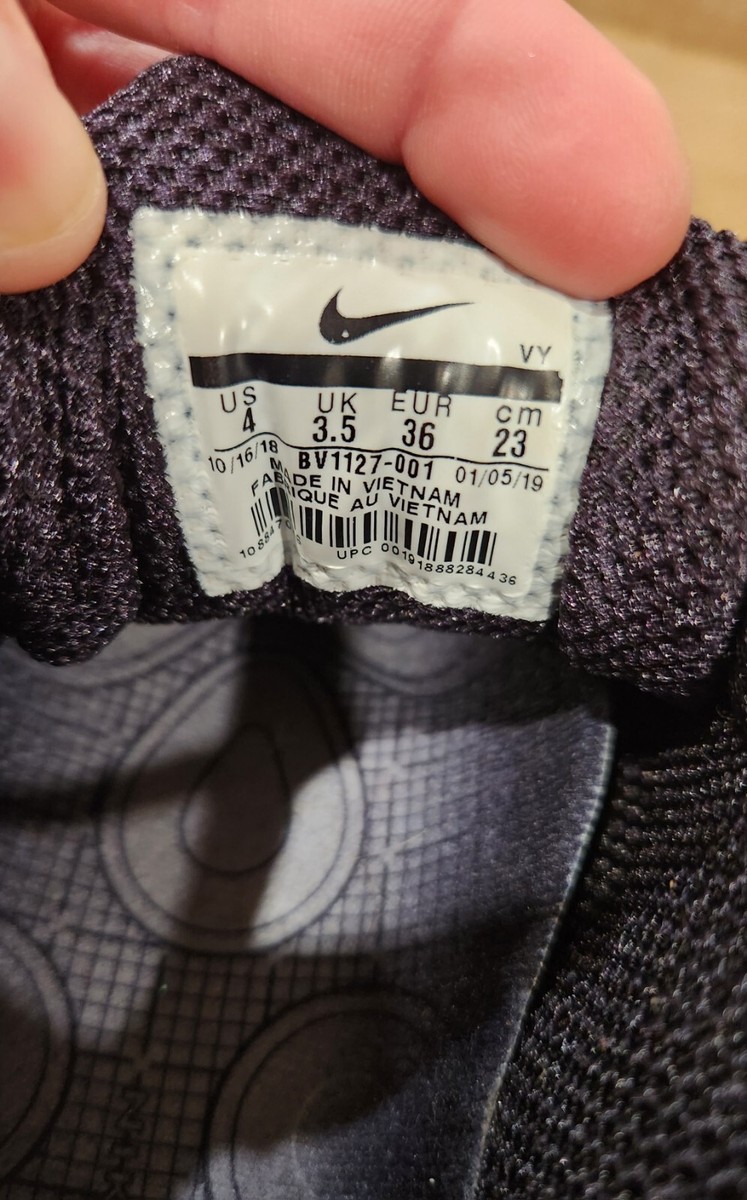 VY
US UK EUR cm
4 3.5 36 23
10/16/18 BV1127-001 01/05/19
MADE IN VIETNAM
FABRIQUE AU VIETNAM
UPC 00191888284436